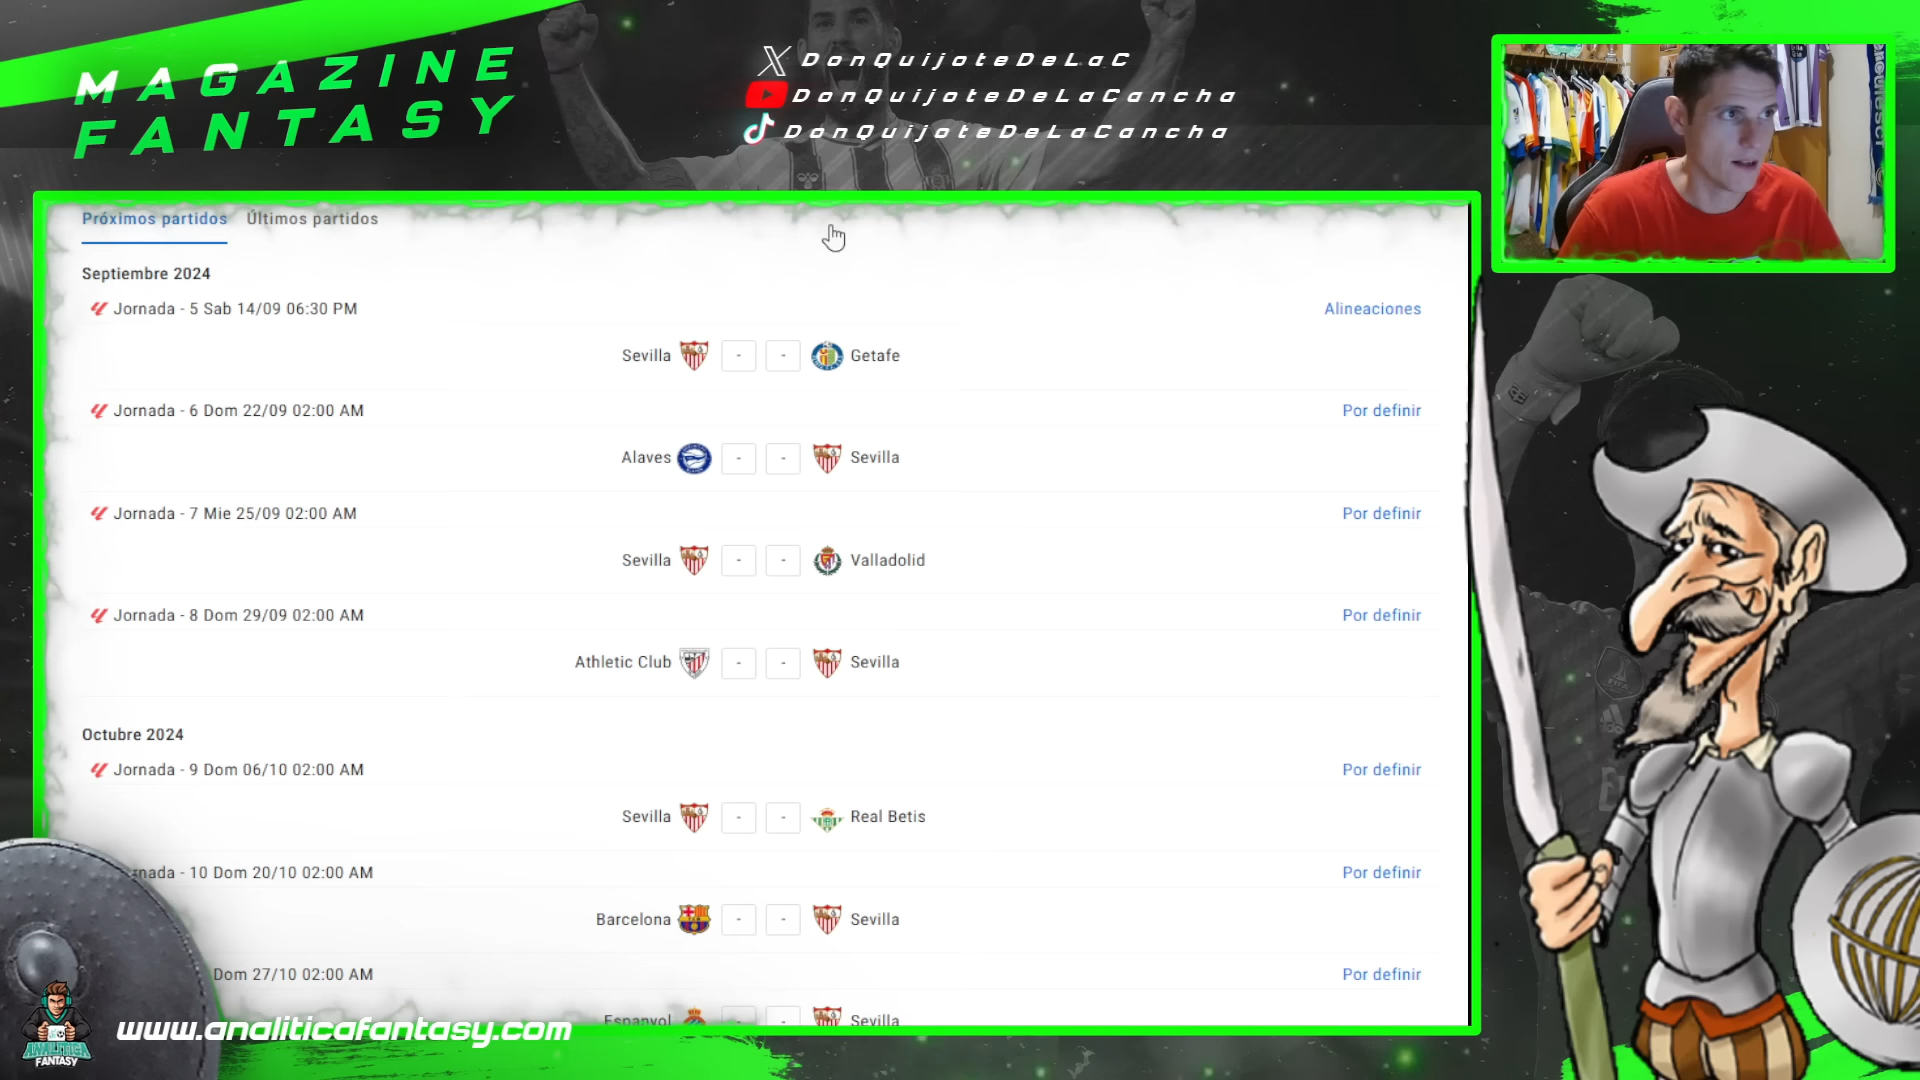 MAGAZINE
FANTASY
DonQuijoteDeLaC
DonQuijoteDeLaCancha
DonQuijoteDeLaCancha
Próximos partidos Últimos partidos
Septiembre 2024
Jornada - 5 Sab 14/09 06:30 PM Alineaciones
Sevilla - - Getafe
Jornada - 6 Dom 22/09 02:00 AM Por definir
Alaves - - Sevilla
Jornada - 7 Mie 25/09 02:00 AM Por definir
Sevilla - - Valladolid
Jornada - 8 Dom 29/09 02:00 AM Por definir
Athletic Club - - Sevilla
Octubre 2024
Jornada - 9 Dom 06/10 02:00 AM Por definir
Sevilla - - Real Betis
nada - 10 Dom 20/10 02:00 AM Por definir
Barcelona - - Sevilla
Dom 27/10 02:00 AM Por definir
Espanyol - - Sevilla
www.analiticafantasy.com
ANALITICA
FANTASY